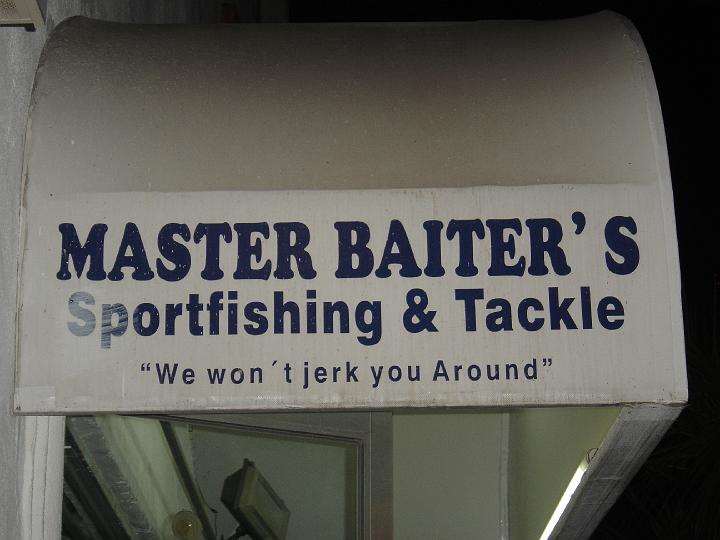 MASTER BAITER'S
Sportfishing & Tackle
“We won´t jerk you Around”